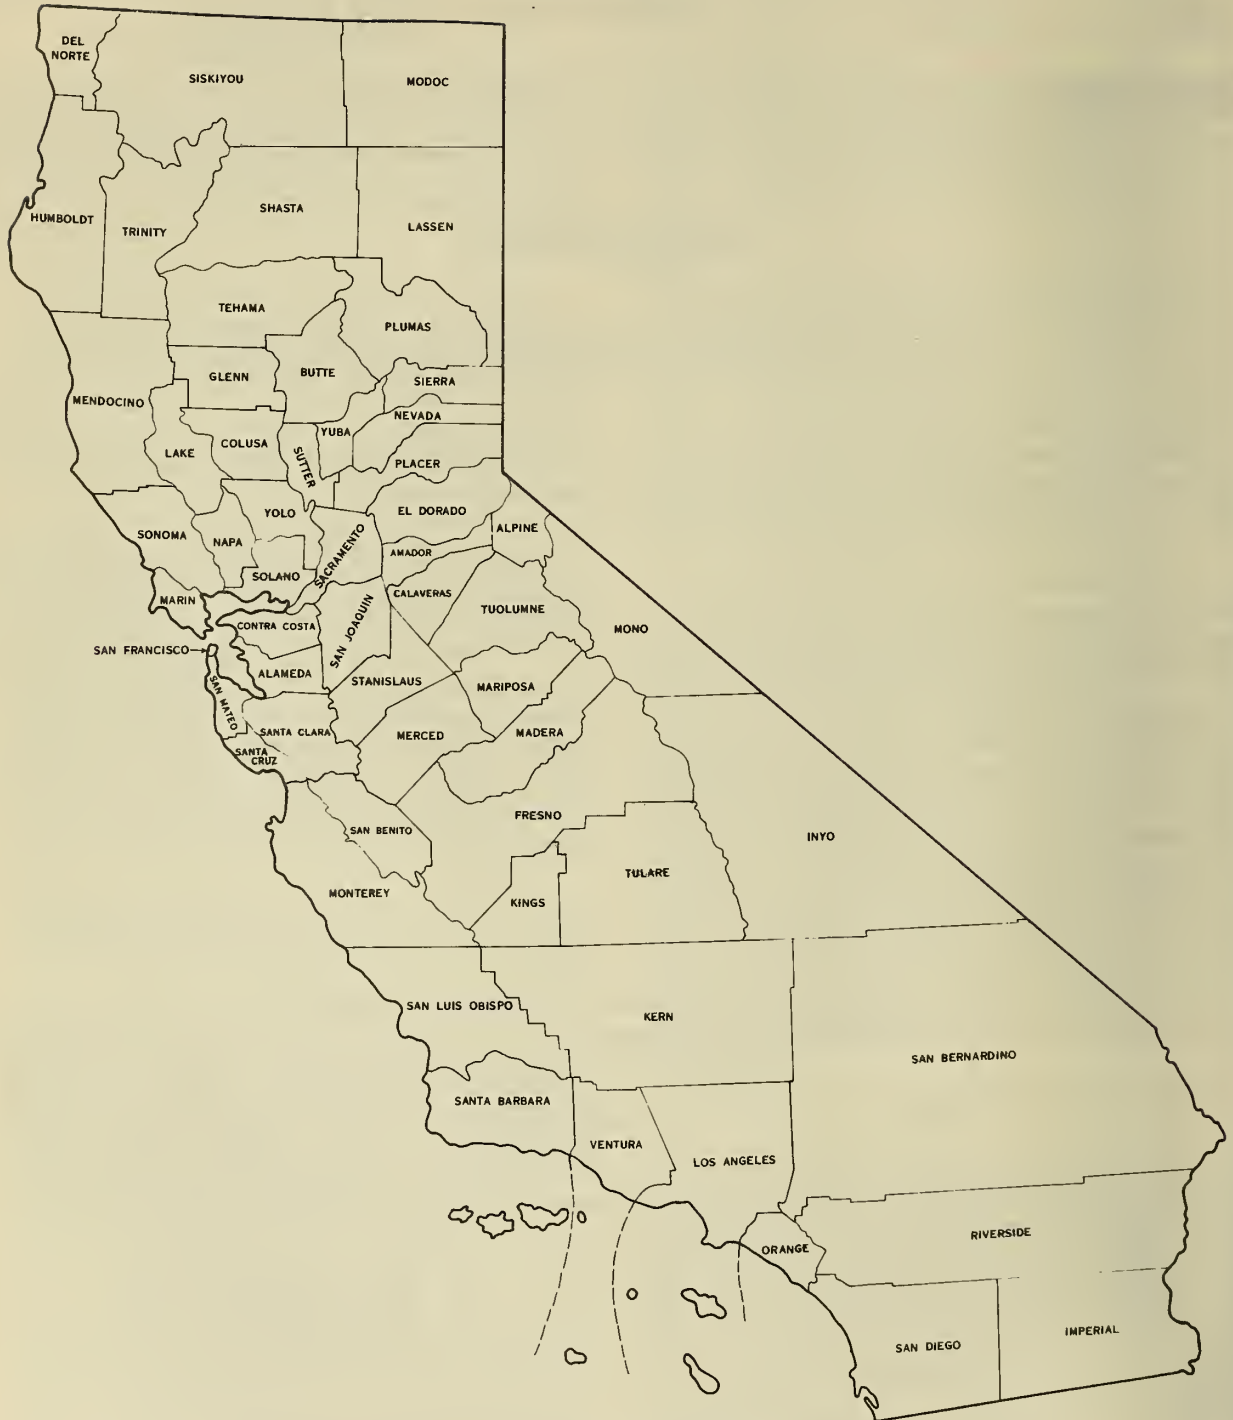 DEL
NORTE
SISKIYOU
MODOC
HUMBOLDT
TRINITY
SHASTA
LASSEN
TEHAMA
PLUMAS
GLENN
BUTTE
SIERRA
MENDOCINO
NEVADA
YUBA
COLUSA
LAKE
SUTTER
PLACER
YOLO
EL DORADO
SONOMA
NAPA
SACRAMENTO
ALPINE
AMADOR
SOLANO
CALAVERAS
MARIN
TUOLUMNE
CONTRA COSTA
SAN JOAQUIN
MONO
SAN FRANCISCO
ALAMEDA
STANISLAUS
MARIPOSA
SAN MATEO
SANTA CLARA
MERCED
MADERA
SANTA
CRUZ
FRESNO
SAN BENITO
INYO
TULARE
MONTEREY
KINGS
SAN LUIS OBISPO
KERN
SAN BERNARDINO
SANTA BARBARA
VENTURA
LOS ANGELES
RIVERSIDE
ORANGE
SAN DIEGO
IMPERIAL